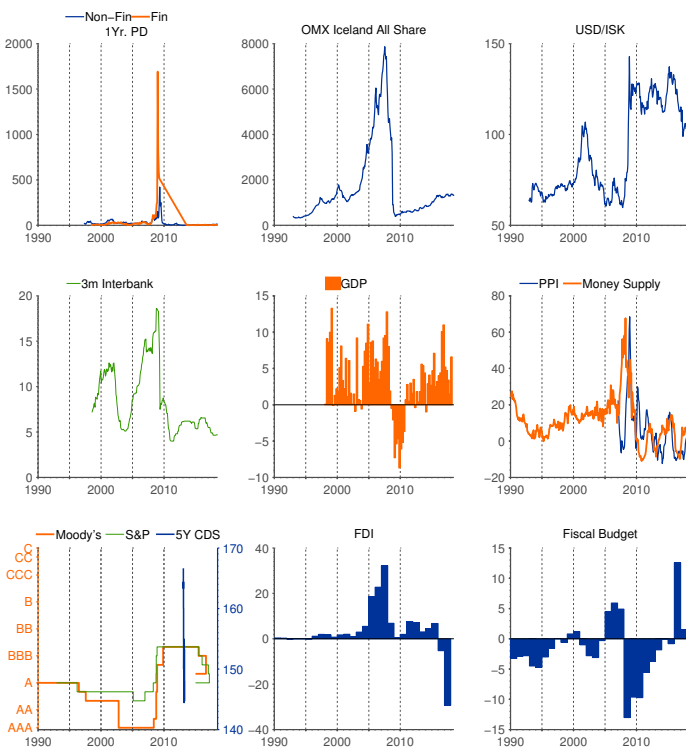 Non−Fin Fin
1Yr. PD
OMX Iceland All Share
USD/ISK
2000
1500
1000
500
0
1990 2000 2010
8000
6000
4000
2000
0
1990 2000 2010
150
100
50
1990 2000 2010
3m Interbank
GDP
PPI Money Supply
20
15
10
5
0
1990 2000 2010
15
10
5
0
−5
−10
1990 2000 2010
80
60
40
20
0
−20
1990 2000 2010
Moody's S&P 5Y CDS
FDI
Fiscal Budget
C
CC
CCC
B
BB
BBB
A
AA
AAA
170
160
150
140
1990 2000 2010
40
20
0
−20
−40
1990 2000 2010
15
10
5
0
−5
−10
−15
1990 2000 2010